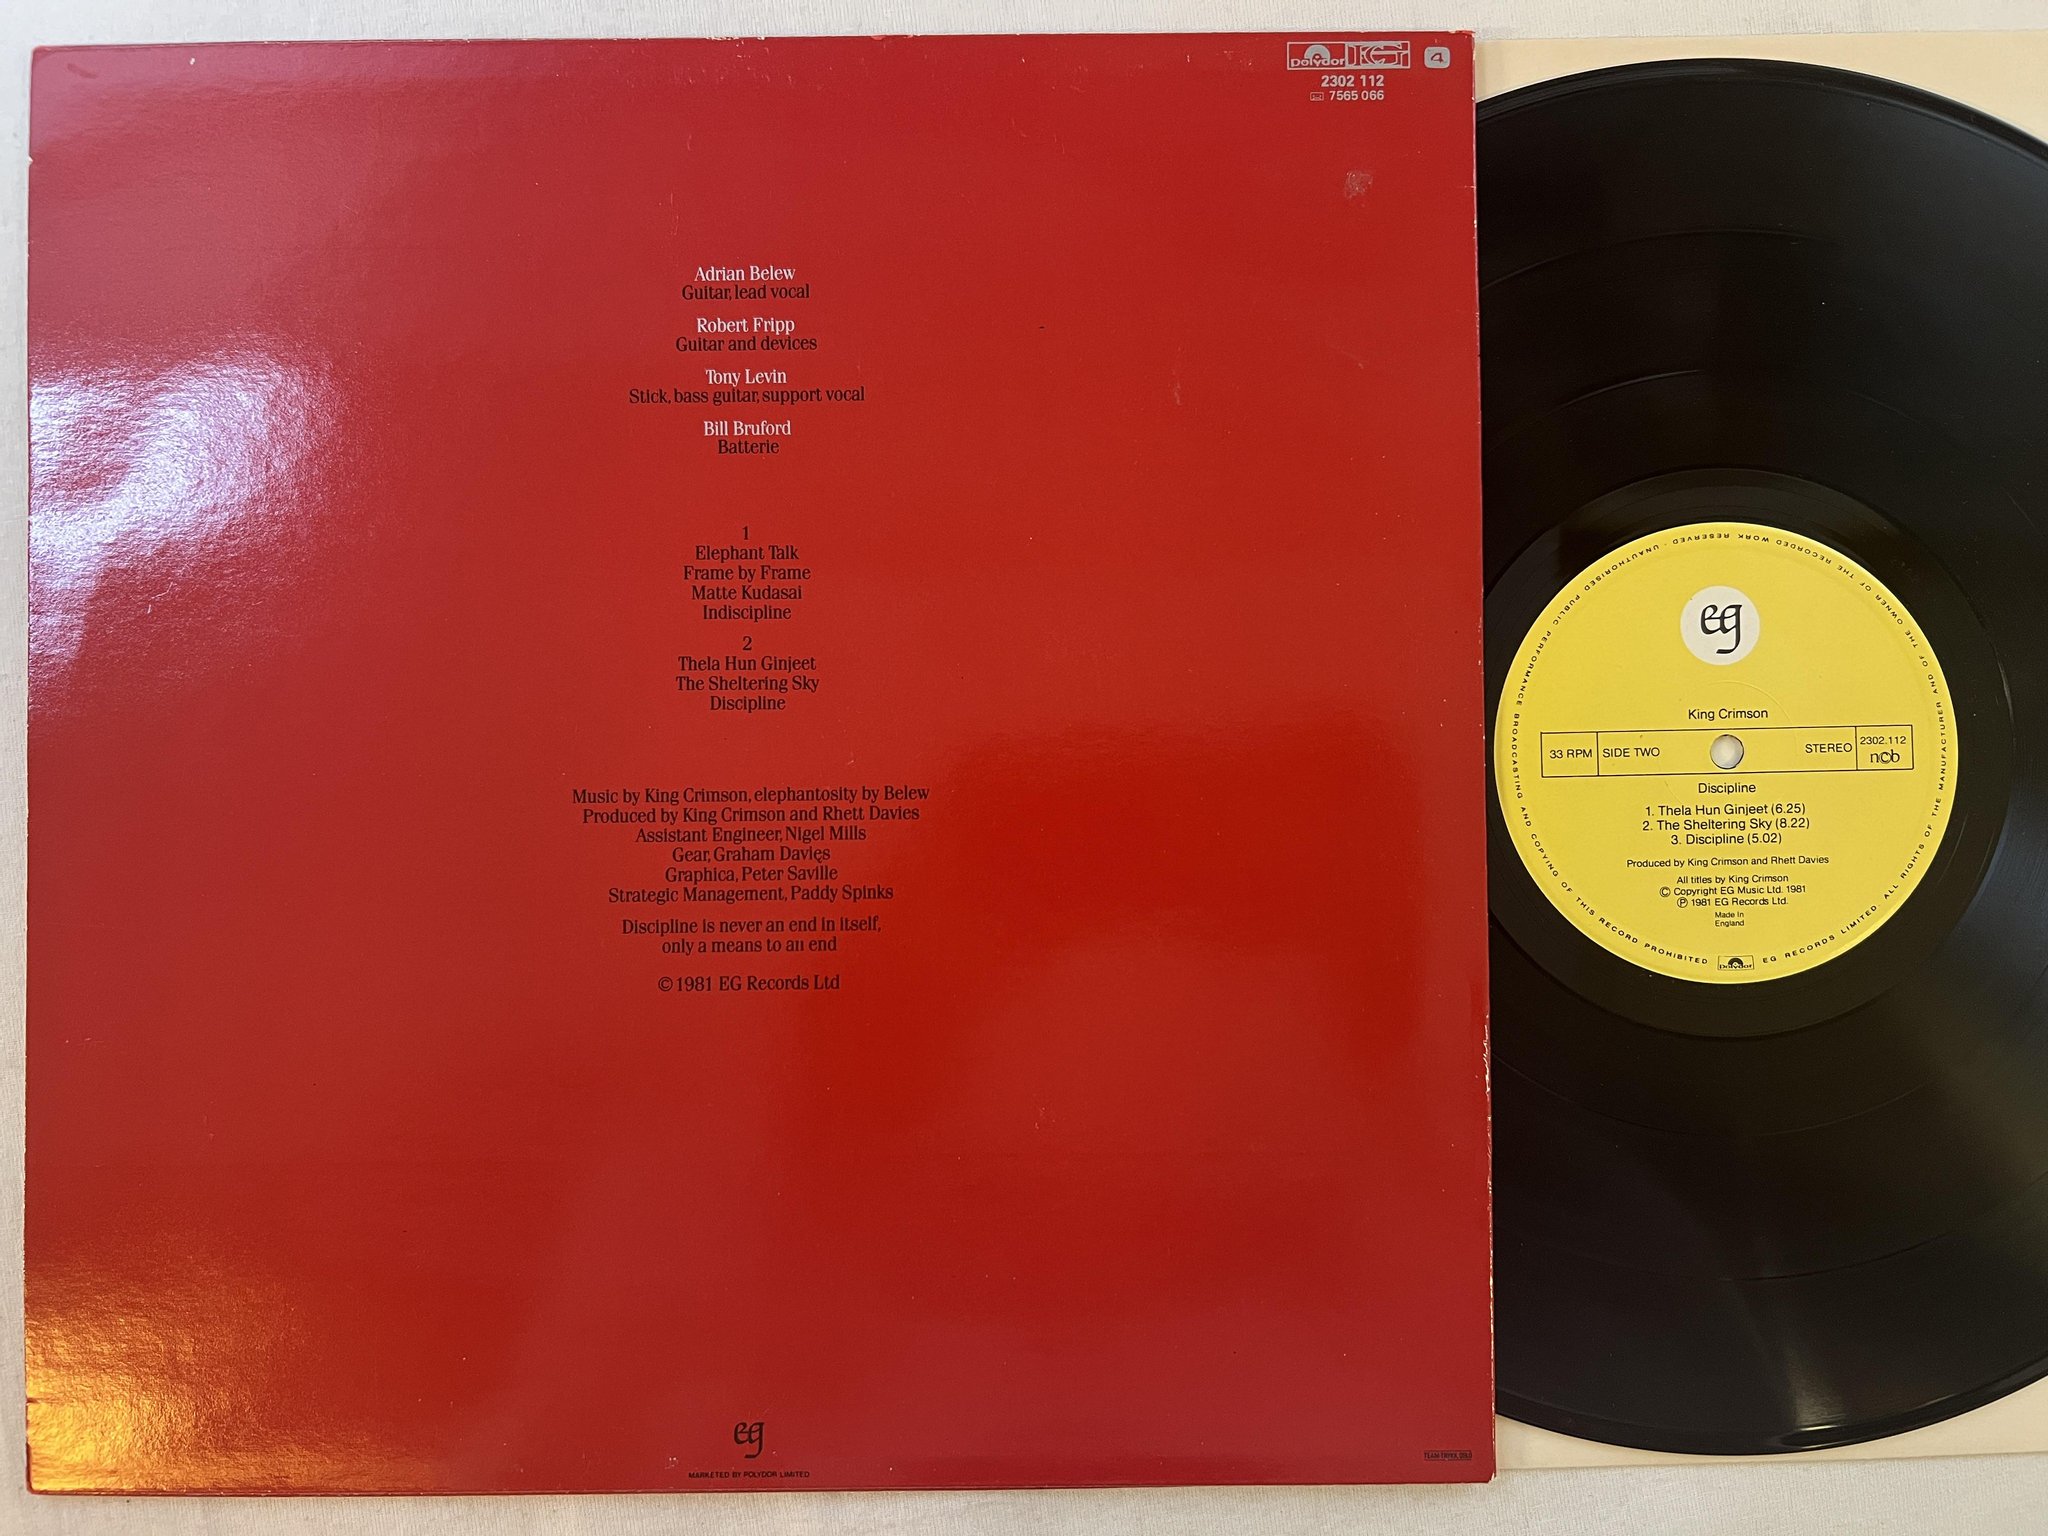 Polydor EG 4
2302 112
7565 066
Adrian Belew
Guitar, lead vocal
Robert Fripp
Guitar and devices
Tony Levin
Stick, bass guitar, support vocal
Bill Bruford
Batterie
1
Elephant Talk
Frame by Frame
Matte Kudasai
Indiscipline
2
Thela Hun Ginjeet
The Sheltering Sky
Discipline
Music by King Crimson, elephantosity by Belew
Produced by King Crimson and Rhett Davies
Assistant Engineer, Nigel Mills
Gear, Graham Davies
Graphica, Peter Saville
Strategic Management, Paddy Spinks
Discipline is never an end in itself,
only a means to an end
© 1981 EG Records Ltd
eg
MARKETED BY POLYDOR LIMITED
eg
King Crimson
33 RPM SIDE TWO STEREO 2302.112
n©b
Discipline
1. Thela Hun Ginjeet (6.25)
2. The Sheltering Sky (8.22)
3. Discipline (5.02)
Produced by King Crimson and Rhett Davies
All titles by King Crimson
© Copyright EG Music Ltd. 1981
℗ 1981 EG Records Ltd.
Made in
England
Polydor
EG RECORDS LIMITED. ALL RIGHTS OF THE MANUFACTURER AND OF THE OWNER OF THE RECORDED WORK RESERVED · UNAUTHORISED PUBLIC PERFORMANCE BROADCASTING AND COPYING OF THIS RECORD PROHIBITED